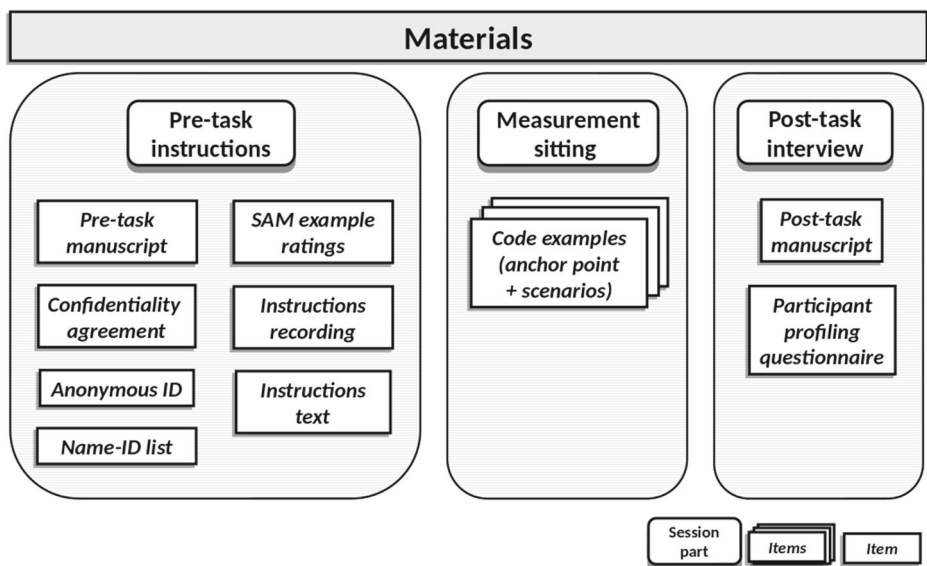 Materials
Pre-task
instructions
Pre-task
manuscript
Confidentiality
agreement
Anonymous ID
Name-ID list
SAM example
ratings
Instructions
recording
Instructions
text
Measurement
sitting
Code examples
(anchor point
+ scenarios)
Post-task
interview
Post-task
manuscript
Participant
profiling
questionnaire
Session
part
Items
Item